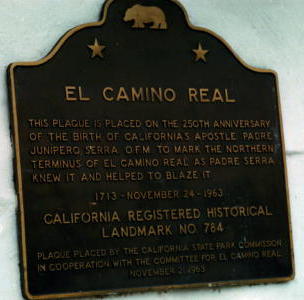 EL CAMINO REAL
THIS PLAQUE IS PLACED ON THE 250TH ANNIVERSARY
OF THE BIRTH OF CALIFORNIA'S APOSTLE, PADRE
JUNIPERO SERRA, O.F.M. TO MARK THE NORTHERN
TERMINUS OF EL CAMINO REAL AS PADRE SERRA
KNEW IT AND HELPED TO BLAZE IT.
1713 - NOVEMBER 24 - 1963
CALIFORNIA REGISTERED HISTORICAL
LANDMARK NO. 784
PLAQUE PLACED BY THE CALIFORNIA STATE PARK COMMISSION
IN COOPERATION WITH THE COMMITTEE FOR EL CAMINO REAL
NOVEMBER 21, 1963